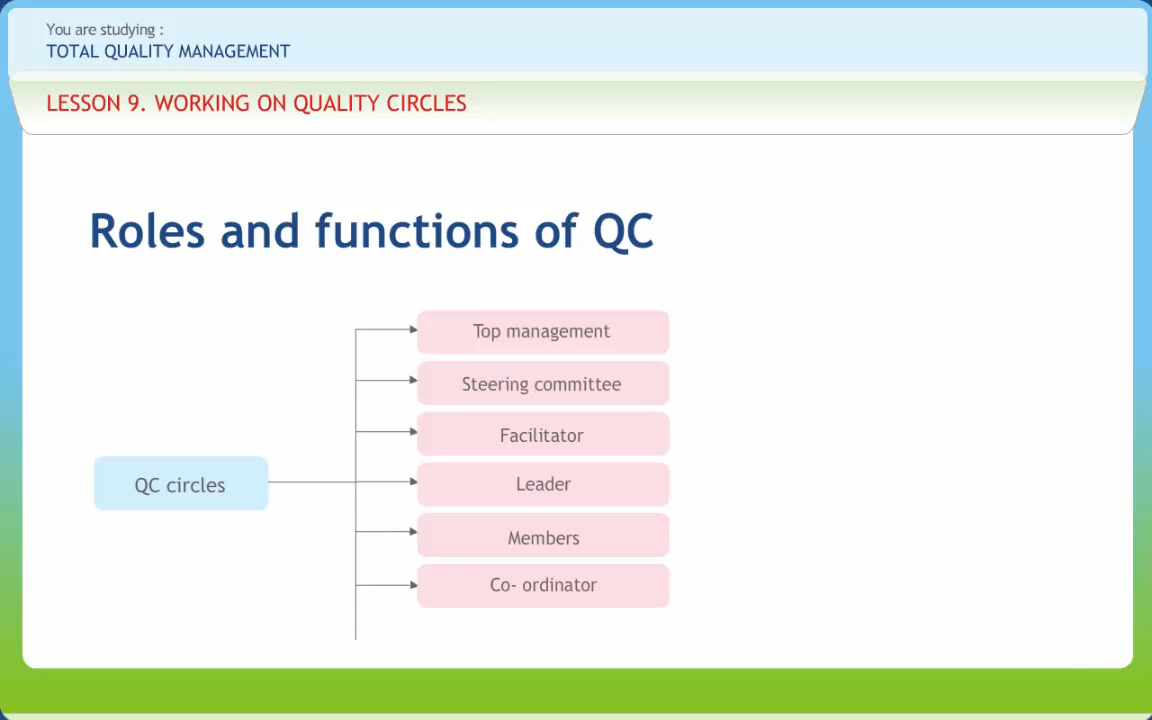 You are studying :
TOTAL QUALITY MANAGEMENT
LESSON 9. WORKING ON QUALITY CIRCLES
Roles and functions of QC
QC circles
Top management
Steering committee
Facilitator
Leader
Members
Co- ordinator